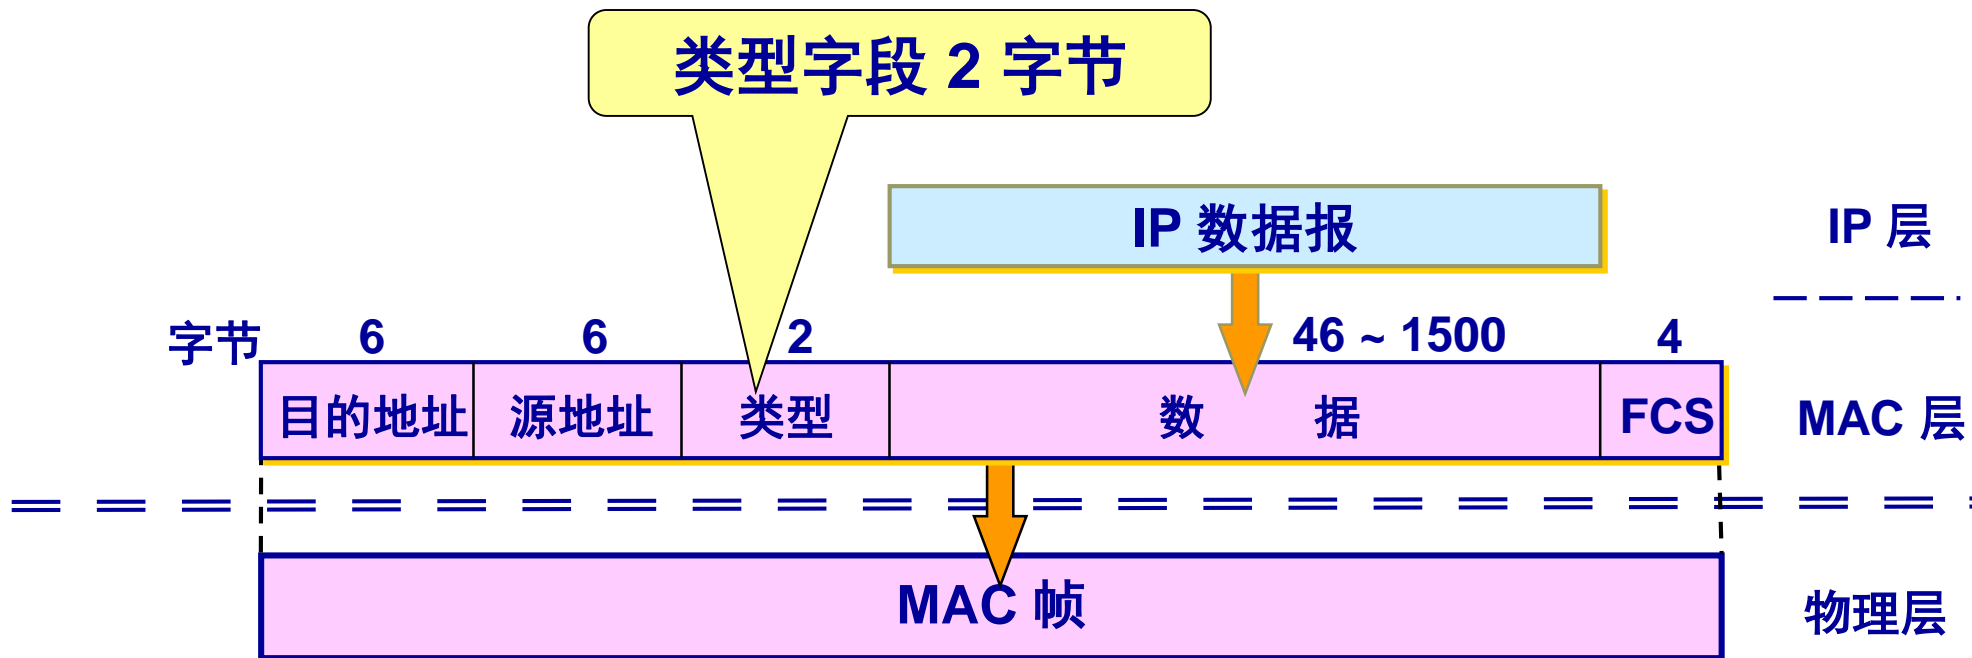 类型字段 2 字节
IP 数据报
IP 层
字节 6 6 2 46 ~ 1500 4
目的地址 源地址 类型 数 据 FCS
MAC 层
MAC 帧
物理层